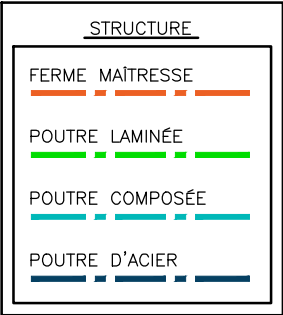 STRUCTURE
FERME MAÎTRESSE
POUTRE LAMINÉE
POUTRE COMPOSÉE
POUTRE D'ACIER